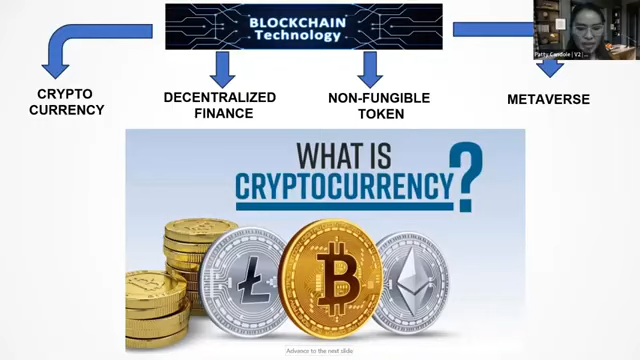 BLOCKCHAIN
Technology
CRYPTO
CURRENCY
DECENTRALIZED
FINANCE
NON-FUNGIBLE
TOKEN
METAVERSE
WHAT IS
CRYPTOCURRENCY?
Advance to the next slide